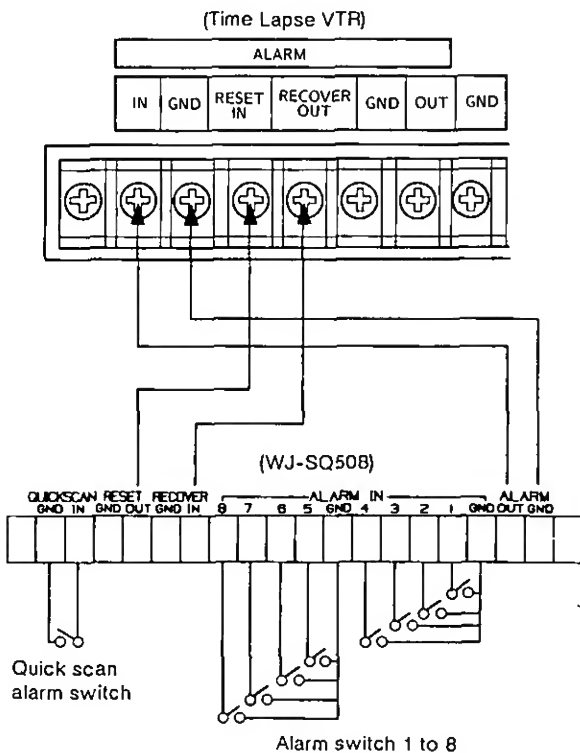 (Time Lapse VTR)
ALARM
IN GND RESET IN RECOVER OUT GND OUT GND
(WJ-SQ508)
QUICKSCAN RESET RECOVER ALARM IN ALARM
GND IN GND OUT GND IN 8 7 6 5 GND 4 3 2 1 GND OUT GND
Quick scan
alarm switch
Alarm switch 1 to 8